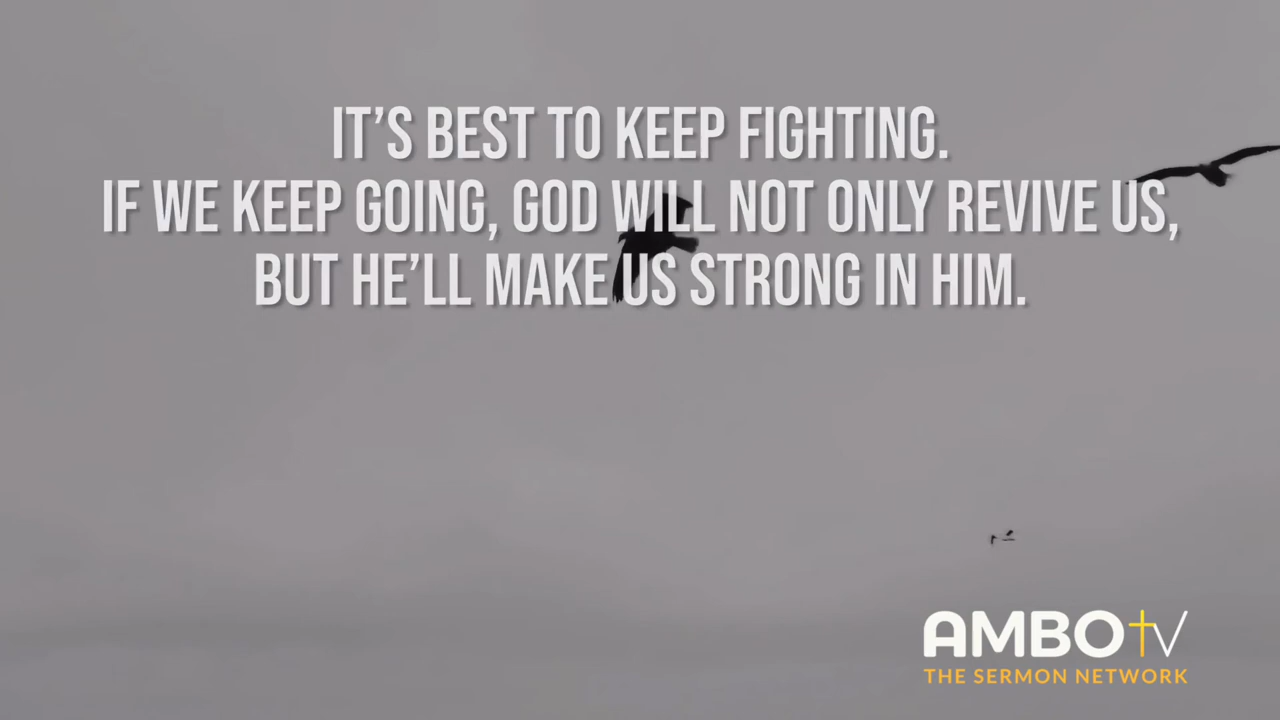 IT’S BEST TO KEEP FIGHTING.
IF WE KEEP GOING, GOD WILL NOT ONLY REVIVE US,
BUT HE’LL MAKE US STRONG IN HIM.
AMBOtv
THE SERMON NETWORK